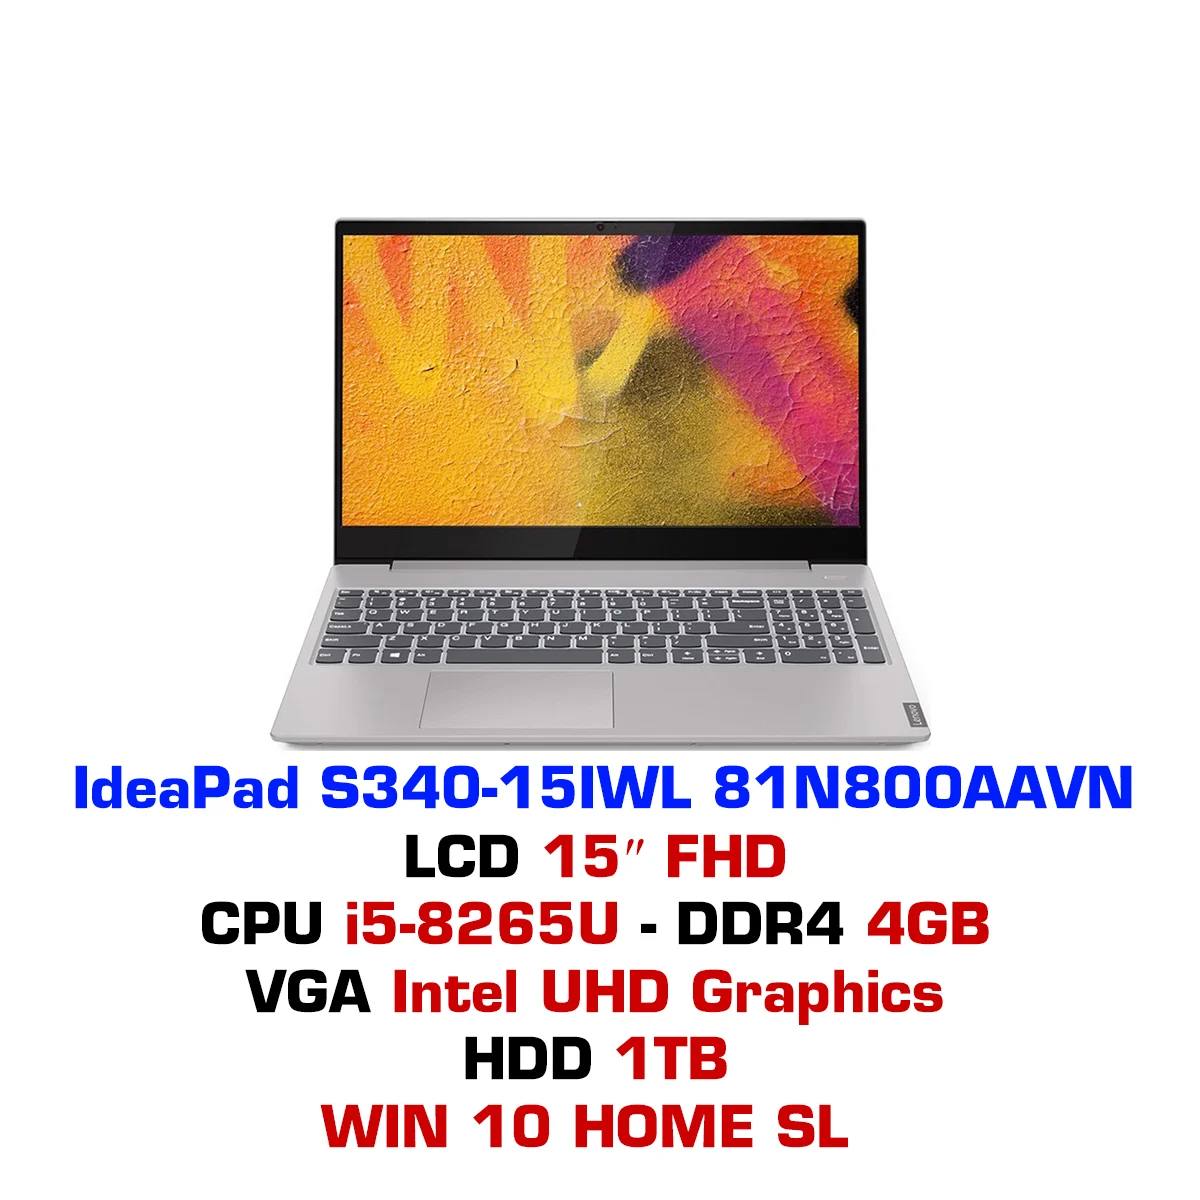 Lenovo
IdeaPad S340-15IWL 81N800AAVN
LCD 15″ FHD
CPU i5-8265U - DDR4 4GB
VGA Intel UHD Graphics
HDD 1TB
WIN 10 HOME SL